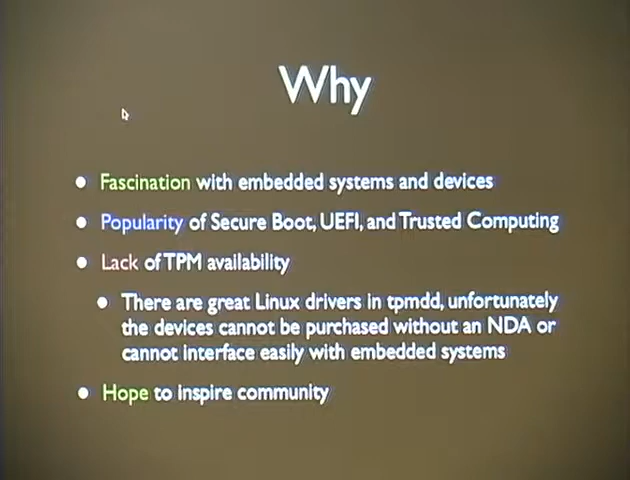 Why
Fascination with embedded systems and devices
Popularity of Secure Boot, UEFI, and Trusted Computing
Lack of TPM availability
There are great Linux drivers in tpmdd, unfortunately
the devices cannot be purchased without an NDA or
cannot interface easily with embedded systems
Hope to inspire community